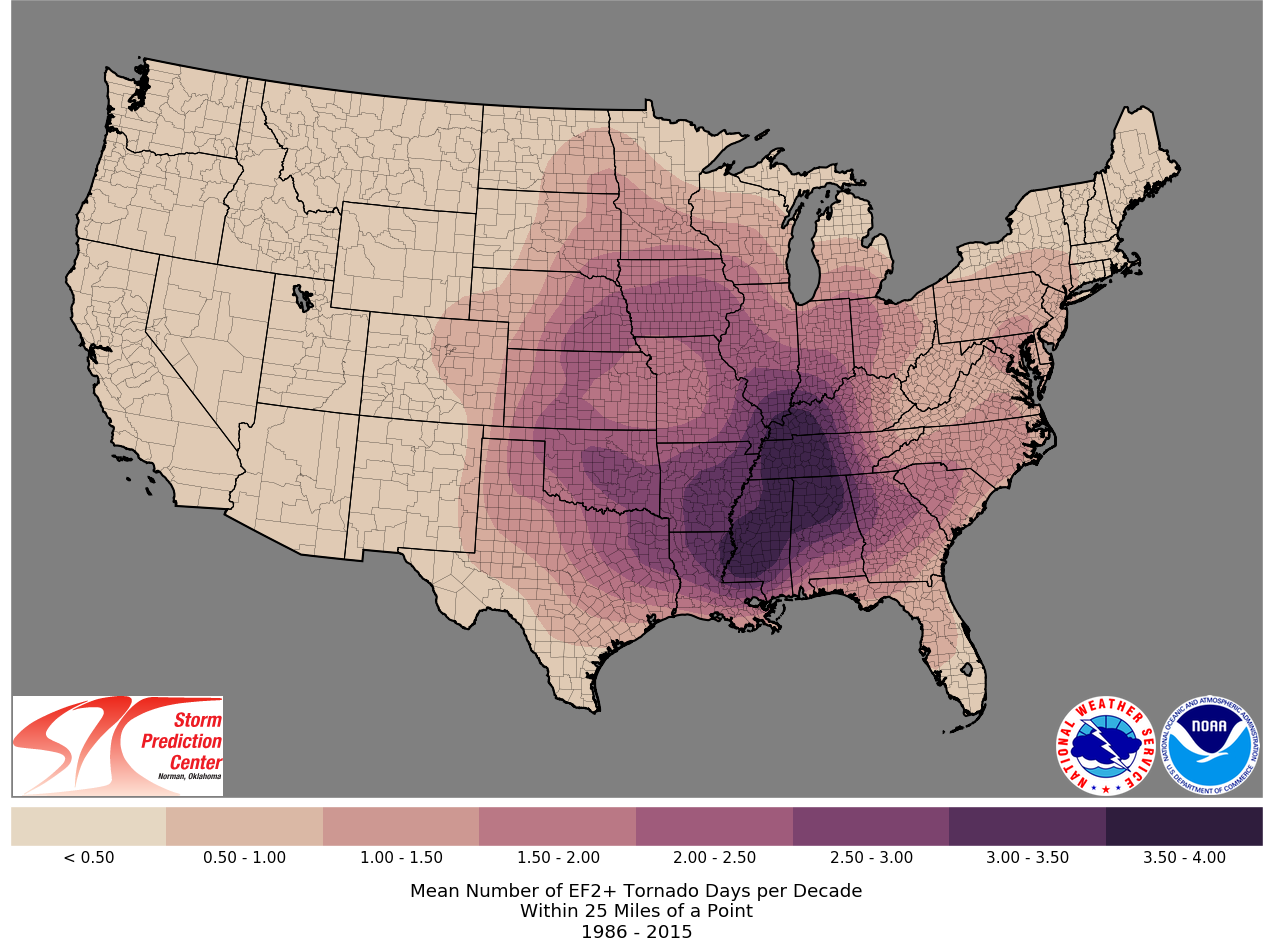 Storm
Prediction
Center
Norman, Oklahoma
NATIONAL WEATHER SERVICE
NATIONAL OCEANIC AND ATMOSPHERIC ADMINISTRATION
NOAA
U.S. DEPARTMENT OF COMMERCE
< 0.50
0.50 - 1.00
1.00 - 1.50
1.50 - 2.00
2.00 - 2.50
2.50 - 3.00
3.00 - 3.50
3.50 - 4.00
Mean Number of EF2+ Tornado Days per Decade
Within 25 Miles of a Point
1986 - 2015